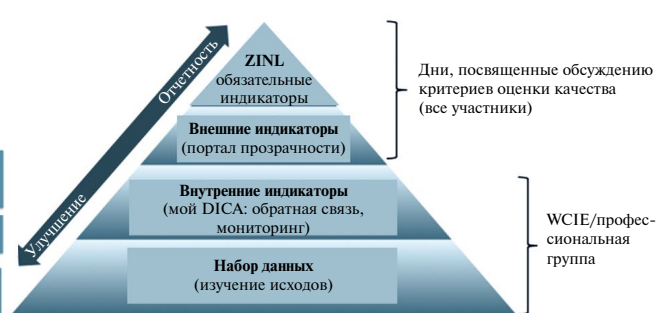 Отчетность
Улучшение
ZINL
обязательные
индикаторы
Внешние индикаторы
(портал прозрачности)
Внутренние индикаторы
(мой DICA: обратная связь,
мониторинг)
Набор данных
(изучение исходов)
Дни, посвященные обсуждению
критериев оценки качества
(все участники)
WCIE/профес-
сиональная
группа